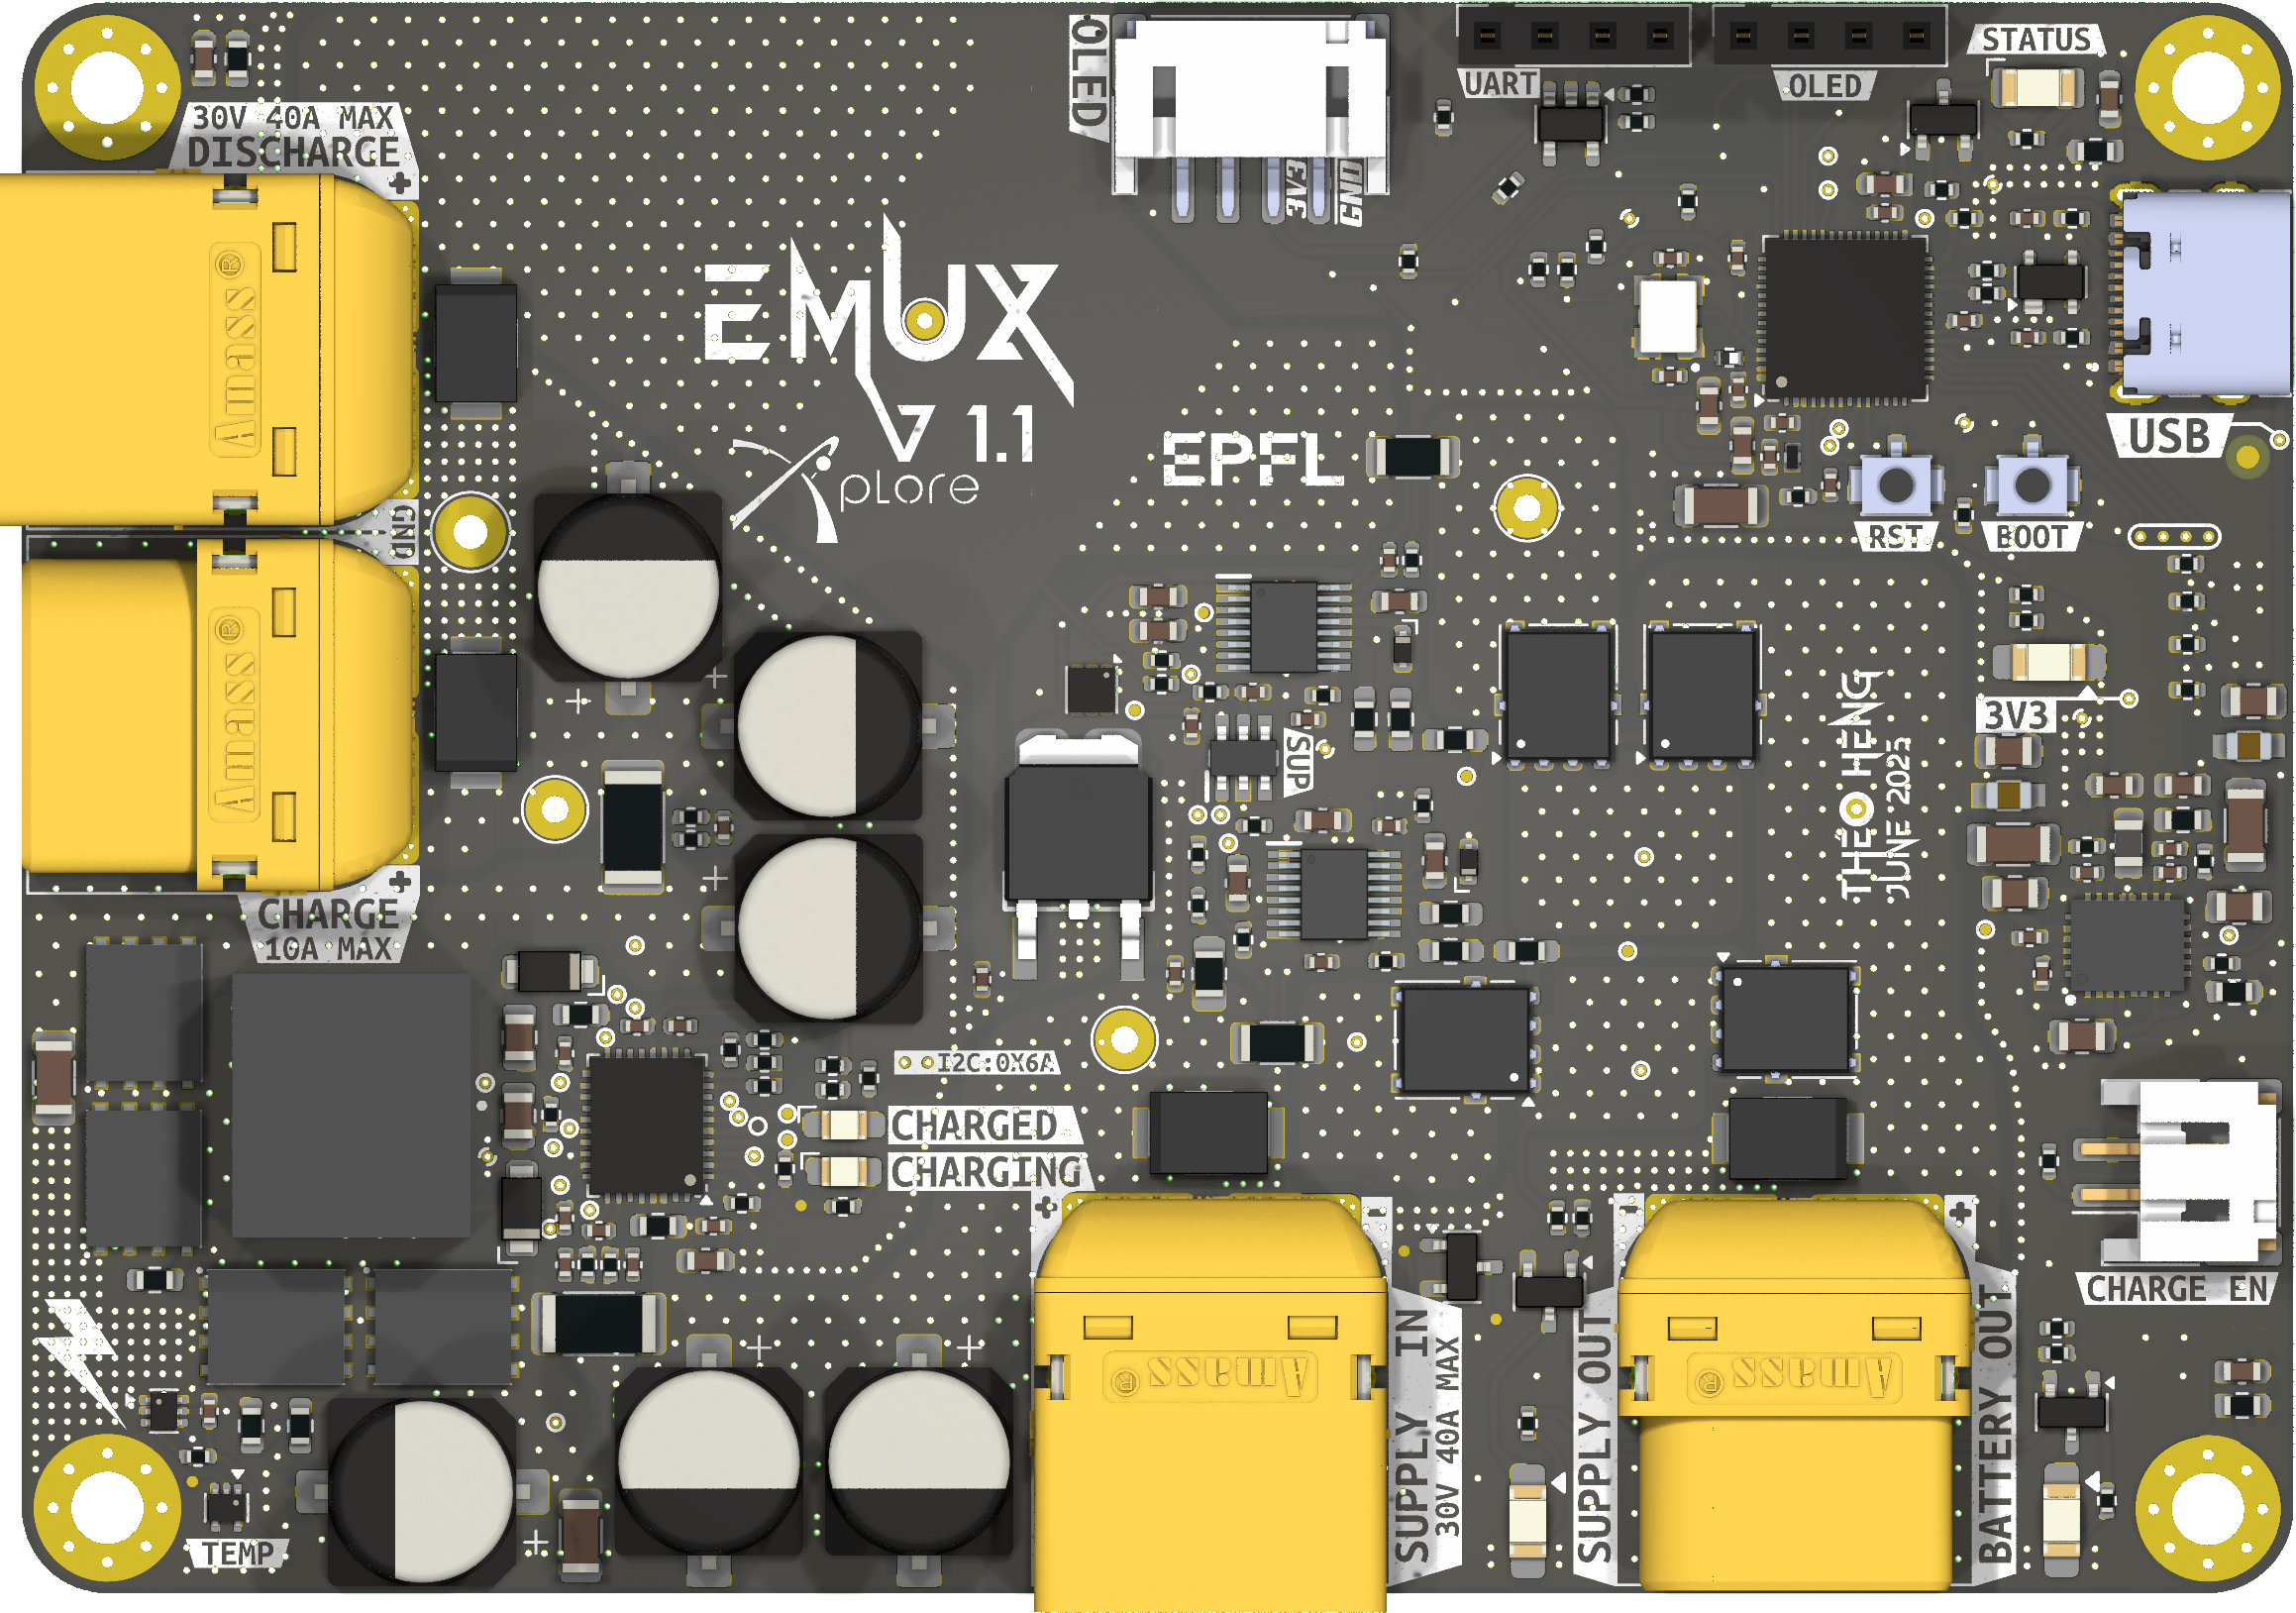 OLED
UART
OLED
STATUS
30V 40A MAX
DISCHARGE
+
3V3
GND
Amass®
EMUX
V 1.1
Xplore
EPFL
USB
RST
BOOT
GND
Amass®
+
CHARGE
10A MAX
SUP
3V3
THEO HENG
JUNE 2023
I2C:0X6A
CHARGED
CHARGING
+
-
-
+
CHARGE EN
Amass®
Amass®
SUPPLY IN
30V 40A MAX
SUPPLY OUT
BATTERY OUT
TEMP